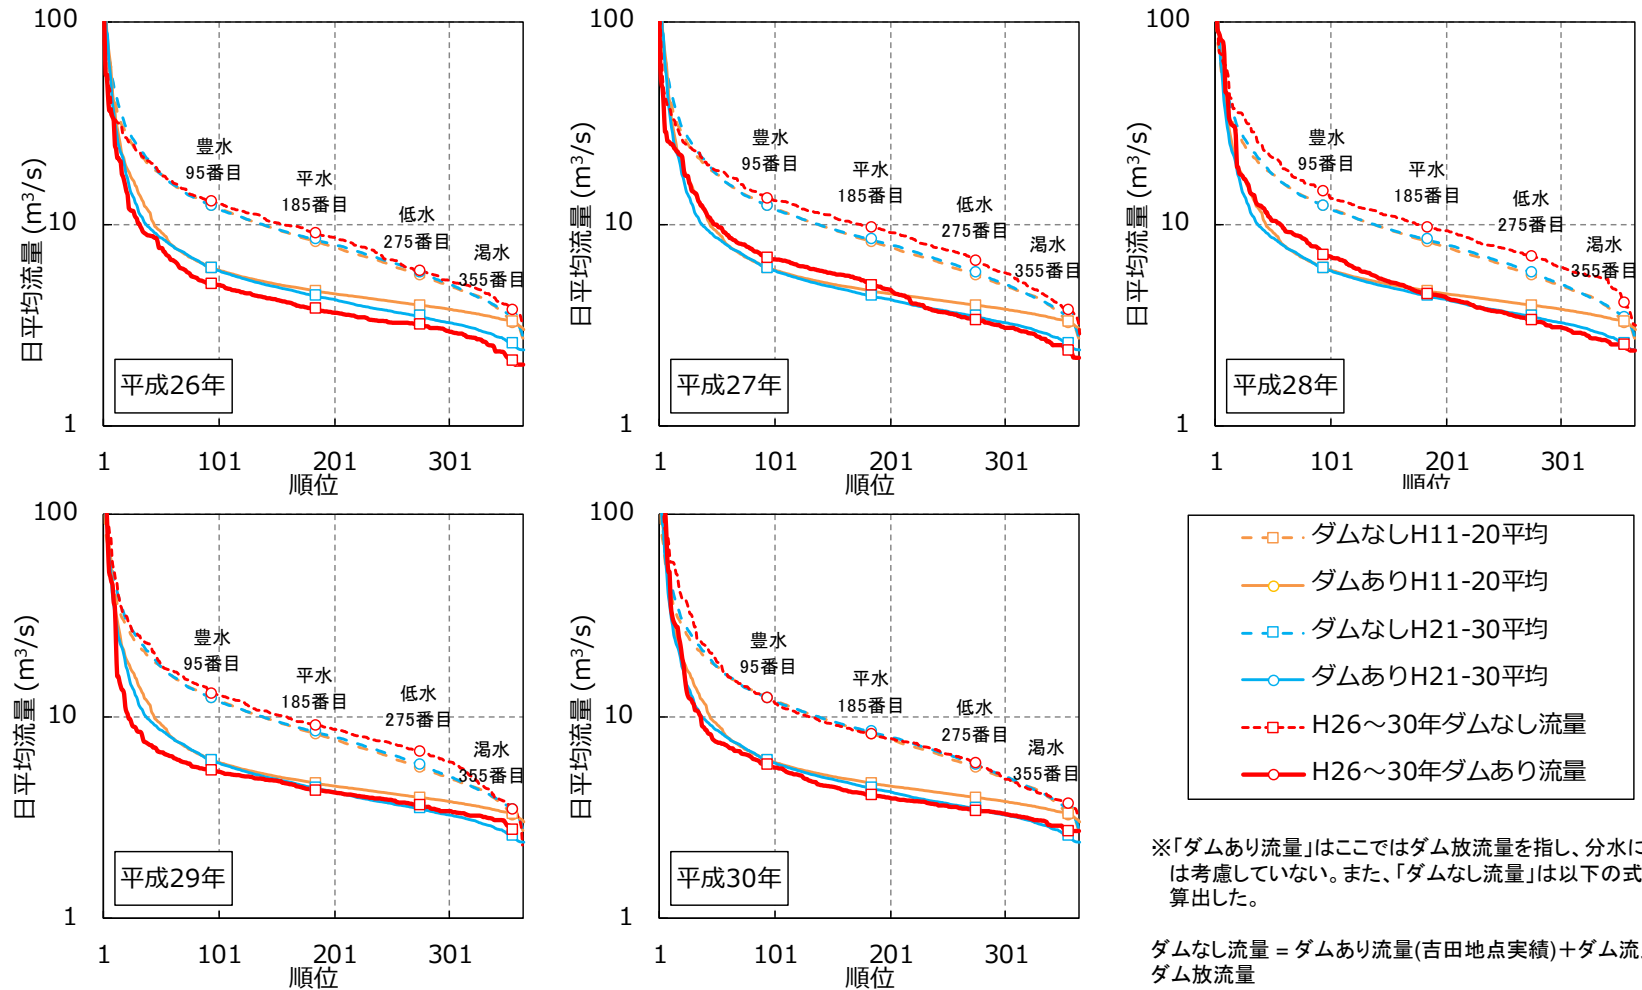 100
10
1
日平均流量 (m³/s)
豊水
95番目
平水
185番目
低水
275番目
渇水
355番目
平成26年
1 101 201 301
順位
100
10
1
日平均流量 (m³/s)
豊水
95番目
平水
185番目
低水
275番目
渇水
355番目
平成27年
1 101 201 301
順位
100
10
1
日平均流量 (m³/s)
豊水
95番目
平水
185番目
低水
275番目
渇水
355番目
平成28年
1 101 201 301
順位
100
10
1
日平均流量 (m³/s)
豊水
95番目
平水
185番目
低水
275番目
渇水
355番目
平成29年
1 101 201 301
順位
100
10
1
日平均流量 (m³/s)
豊水
95番目
平水
185番目
低水
275番目
渇水
355番目
平成30年
1 101 201 301
順位
ダムなしH11-20平均
ダムありH11-20平均
ダムなしH21-30平均
ダムありH21-30平均
H26～30年ダムなし流量
H26～30年ダムあり流量
※「ダムあり流量」はここではダム放流量を指し、分水に
は考慮していない。また、「ダムなし流量」は以下の式
算出した。
ダムなし流量 = ダムあり流量(吉田地点実績)＋ダム流
ダム放流量